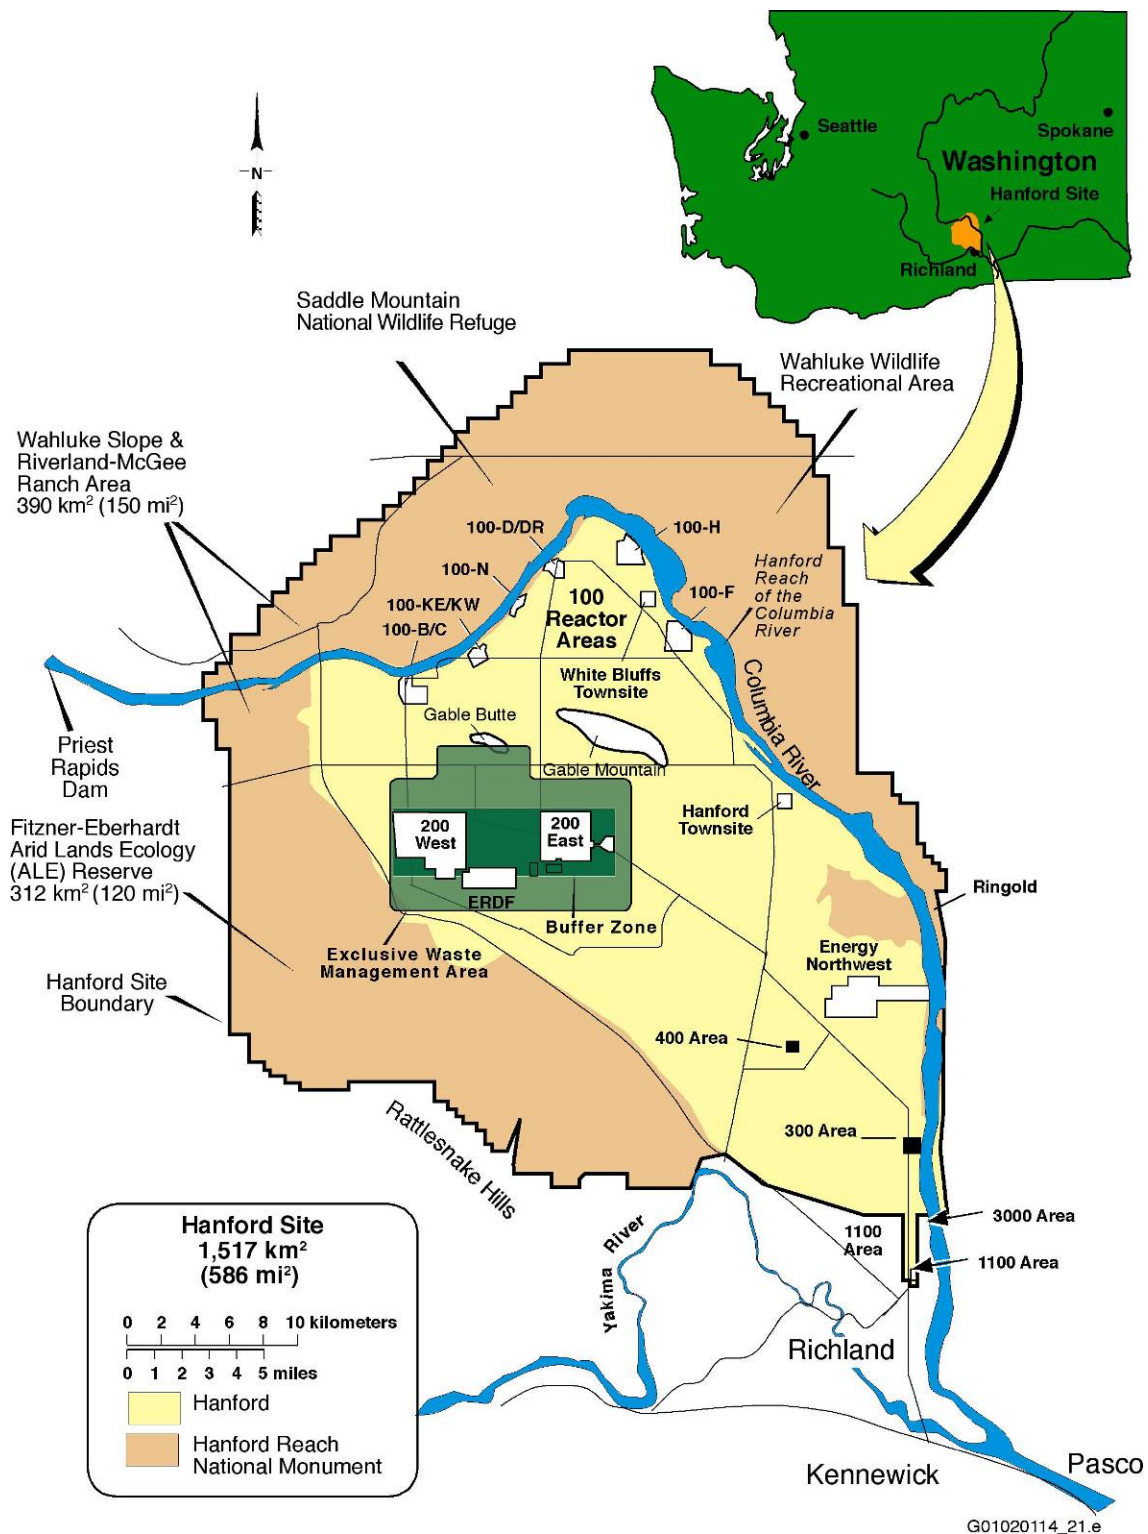 Seattle
Spokane
Washington
Hanford Site
Richland
N
Saddle Mountain
National Wildlife Refuge
Wahluke Wildlife
Recreational Area
Wahluke Slope &
Riverland-McGee
Ranch Area
390 km² (150 mi²)
100-D/DR
100-H
100-N
Hanford
Reach
of the
Columbia
River
100-F
100-KE/KW
100-B/C
100
Reactor
Areas
White Bluffs
Townsite
Columbia River
Gable Butte
Gable Mountain
Priest
Rapids
Dam
Hanford
Townsite
Fitzner-Eberhardt
Arid Lands Ecology
(ALE) Reserve
312 km² (120 mi²)
200
West
200
East
ERDF
Buffer Zone
Ringold
Exclusive Waste
Management Area
Energy
Northwest
Hanford Site
Boundary
400 Area
300 Area
Rattlesnake Hills
3000 Area
1100
Area
1100 Area
Yakima River
Richland
Kennewick
Pasco
Hanford Site
1,517 km²
(586 mi²)
0 2 4 6 8 10 kilometers
0 1 2 3 4 5 miles
Hanford
Hanford Reach
National Monument
G01020114_21.e